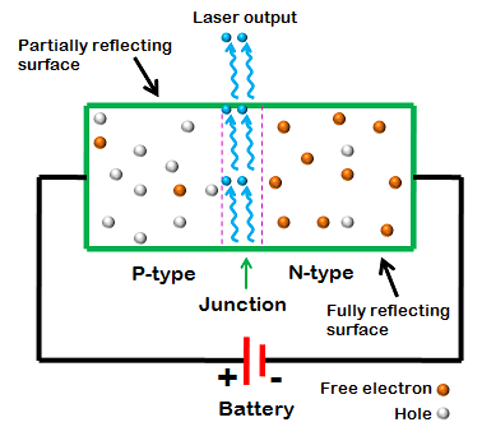 Laser output
Partially reflecting
surface
P-type
N-type
Junction
Fully reflecting
surface
+
-
Battery
Free electron
Hole